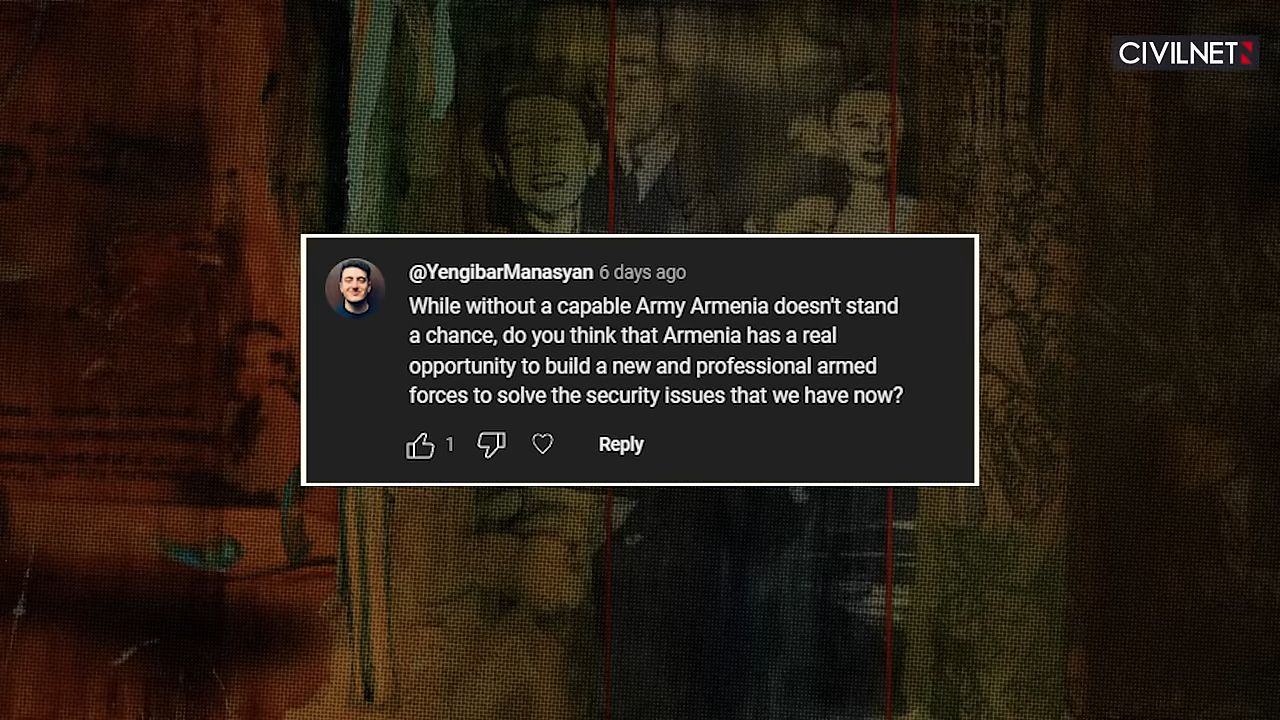 CIVILNET
@YengibarManasyan 6 days ago
While without a capable Army Armenia doesn't stand
a chance, do you think that Armenia has a real
opportunity to build a new and professional armed
forces to solve the security issues that we have now?
1
Reply